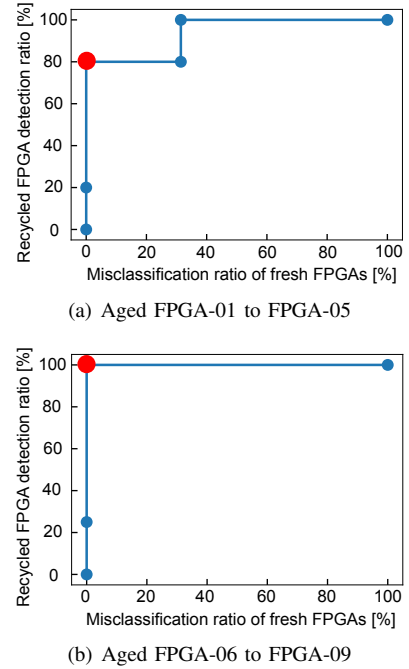 Recycled FPGA detection ratio [%]
100
80
60
40
20
0
0 20 40 60 80 100
Misclassification ratio of fresh FPGAs [%]
(a) Aged FPGA-01 to FPGA-05
Recycled FPGA detection ratio [%]
100
80
60
40
20
0
0 20 40 60 80 100
Misclassification ratio of fresh FPGAs [%]
(b) Aged FPGA-06 to FPGA-09